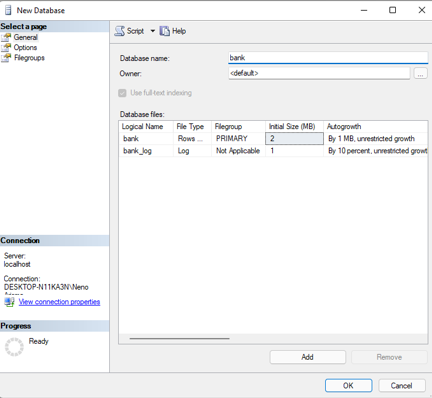 New Database
Select a page
General
Options
Filegroups
Script Help
Database name: bank
Owner: <default> ...
Use full-text indexing
Database files:
Logical Name File Type Filegroup Initial Size (MB) Autogrowth
bank Rows ... PRIMARY 2 By 1 MB, unrestricted growth
bank_log Log Not Applicable 1 By 10 percent, unrestricted growt
Connection
Server:
localhost
Connection:
DESKTOP-N11KA3N\Neno
View connection properties
Progress
Ready
Add Remove
OK Cancel